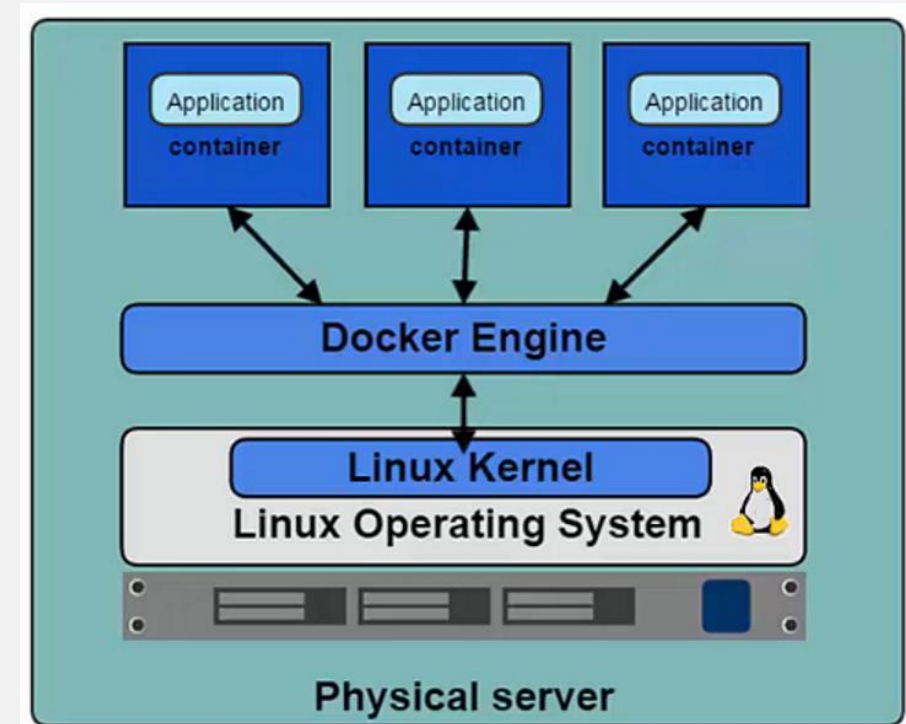 Application
container
Application
container
Application
container
Docker Engine
Linux Kernel
Linux Operating System
Physical server